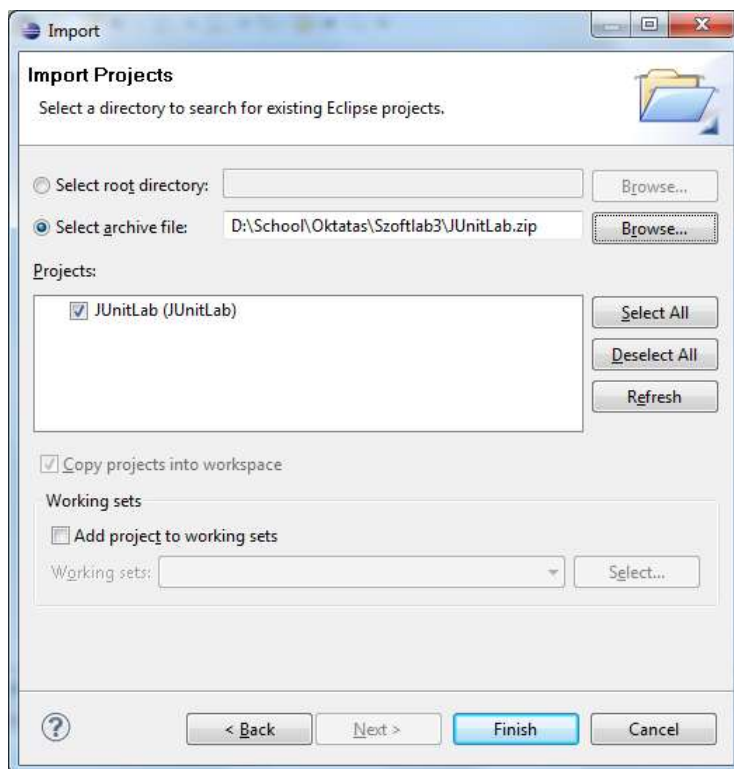 Import
Import Projects
Select a directory to search for existing Eclipse projects.
Select root directory:
Browse...
Select archive file:
D:\School\Oktatas\Szoftlab3\JUnitLab.zip
Browse...
Projects:
JUnitLab (JUnitLab)
Select All
Deselect All
Refresh
Copy projects into workspace
Working sets
Add project to working sets
Working sets:
Select...
?
< Back
Next >
Finish
Cancel